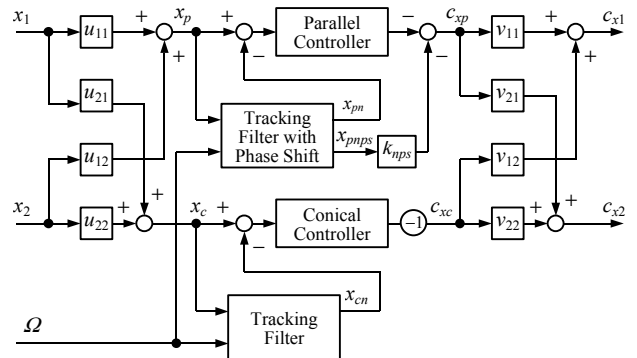 x1 + xp + Parallel Controller − cxp + cx1
u11 + − − v11 +
u21 xpn v21
Tracking Filter with Phase Shift xpnps knps
u12 v12
x2 + xc + Conical Controller −1 cxc + cx2
u22 + − v22 +
xcn
Ω Tracking Filter